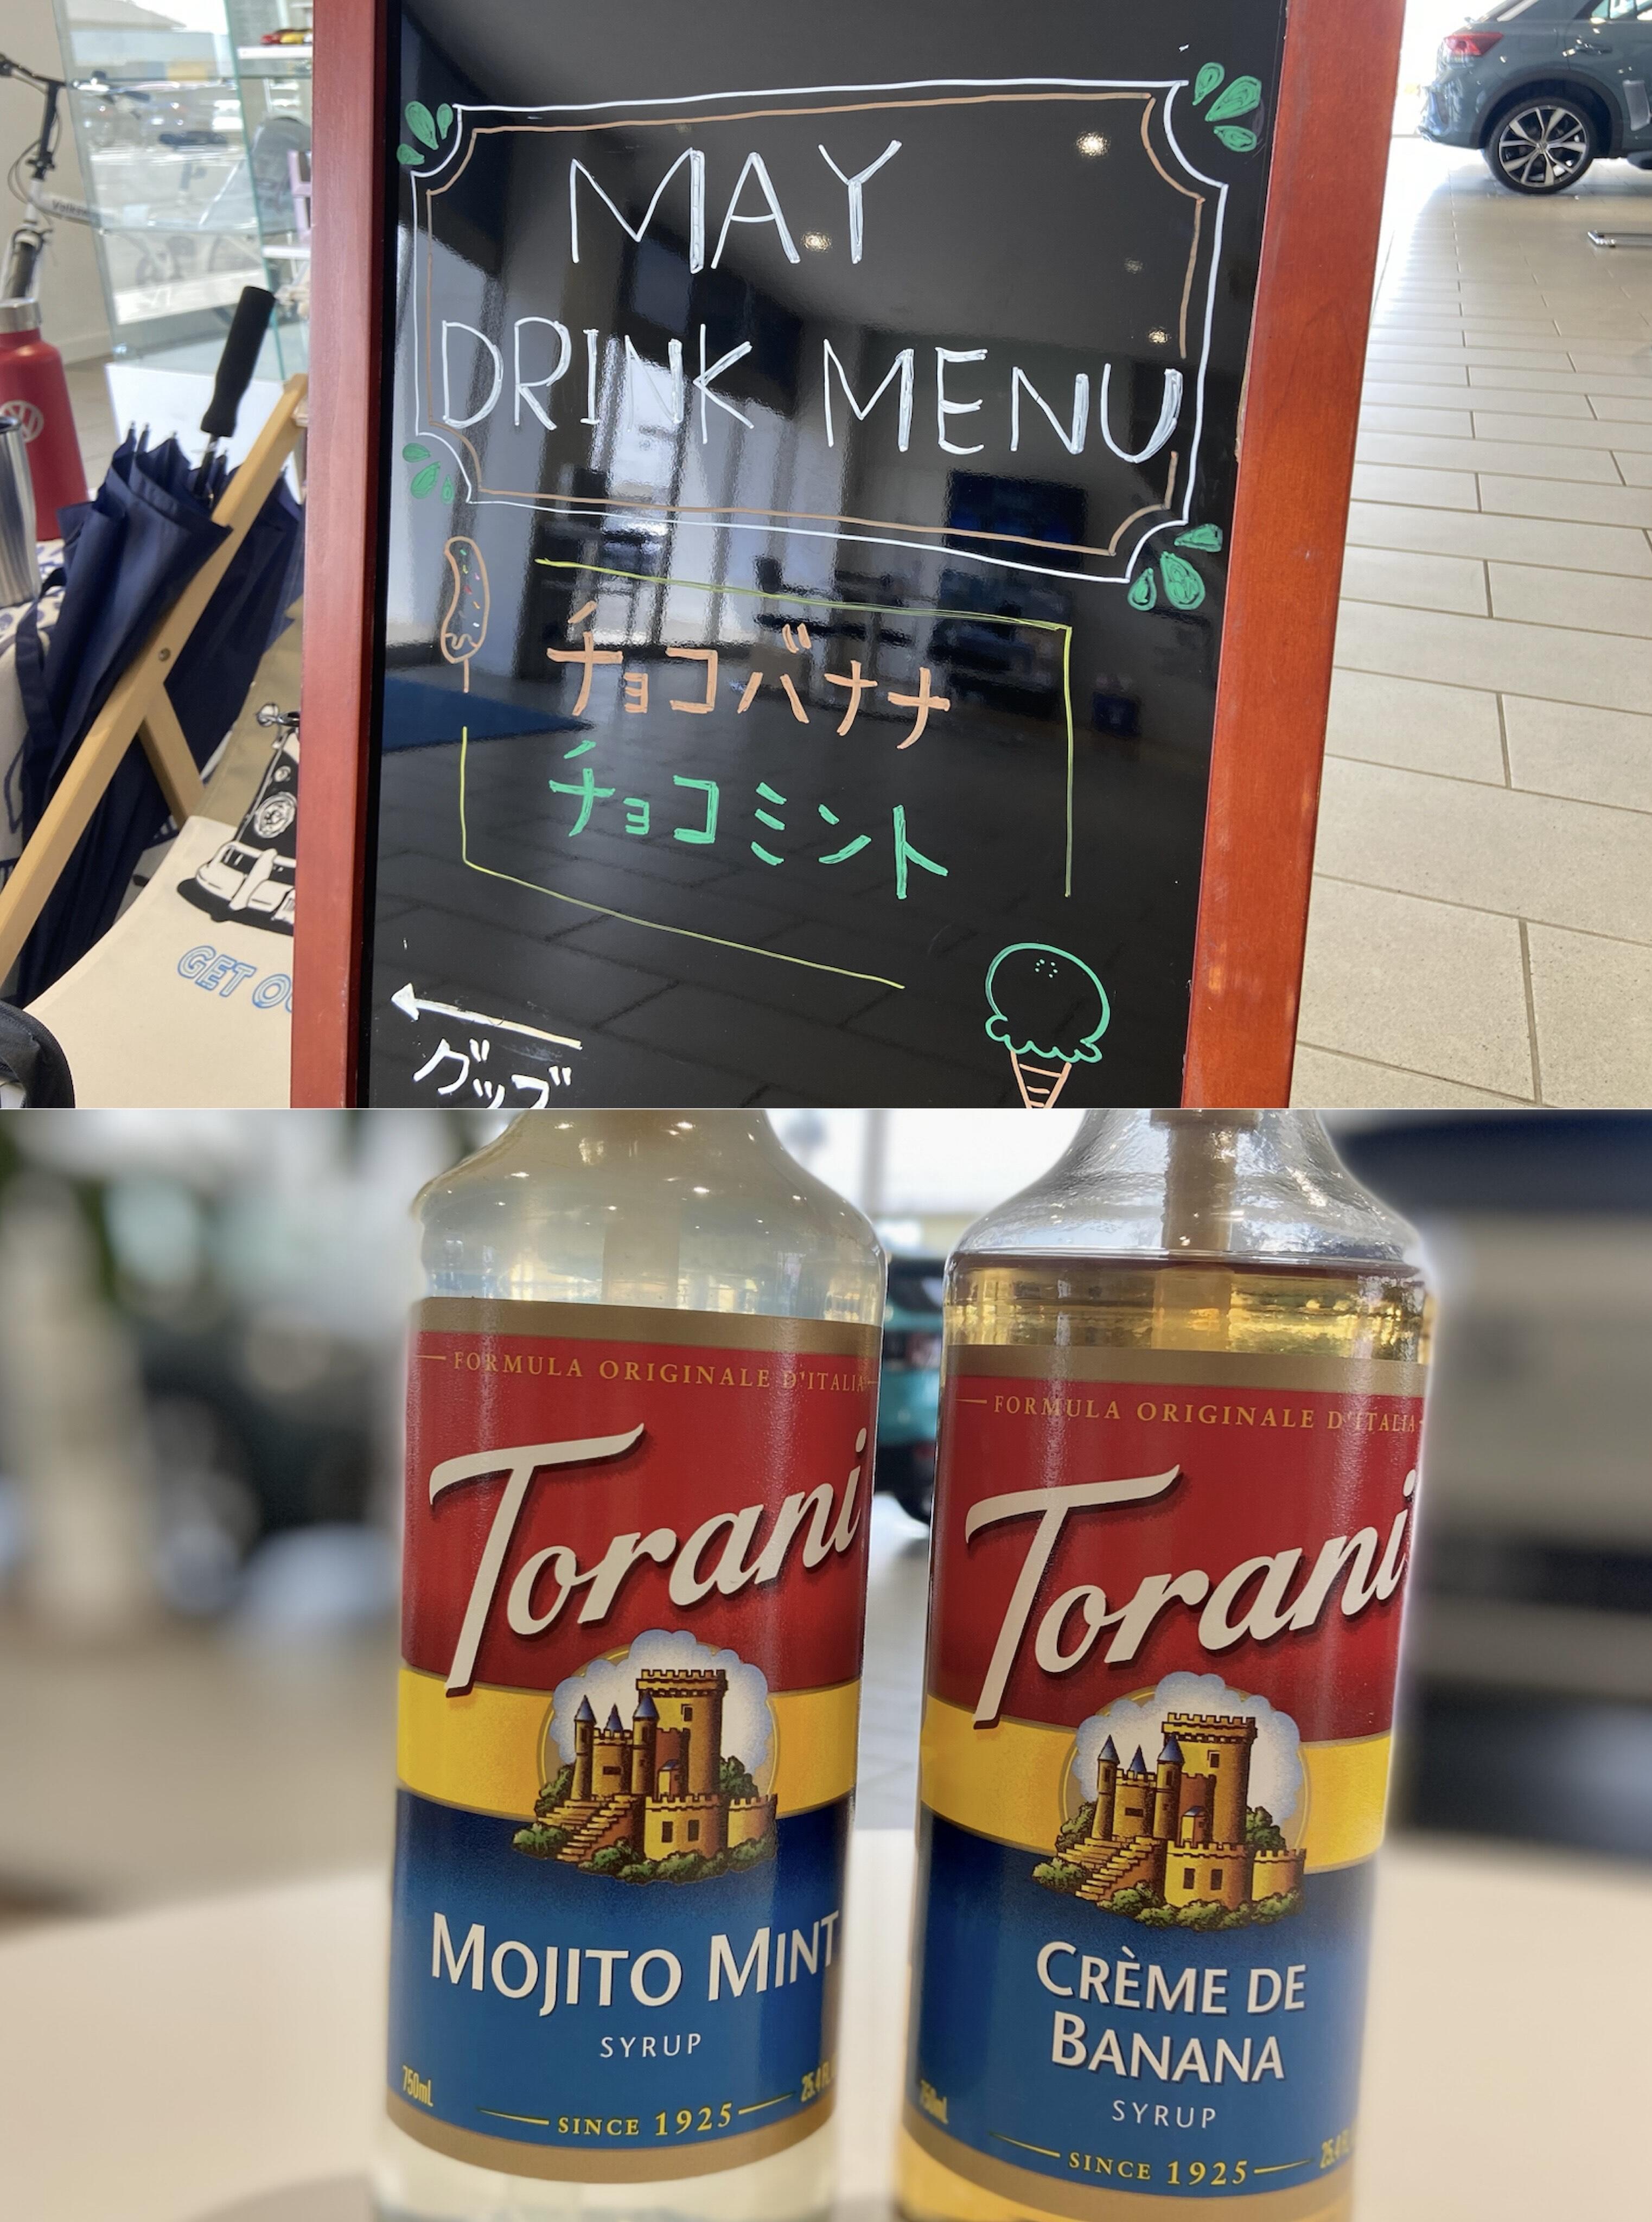 MAY
DRINK MENU
チョコバナナ
チョコミント
GET
グッズ
FORMULA ORIGINALE D'ITALIA
Torani
MOJITO MINT
SYRUP
750mL
SINCE 1925
FORMULA ORIGINALE D'ITALIA
Torani
CRÈME DE
BANANA
SYRUP
750mL
SINCE 1925